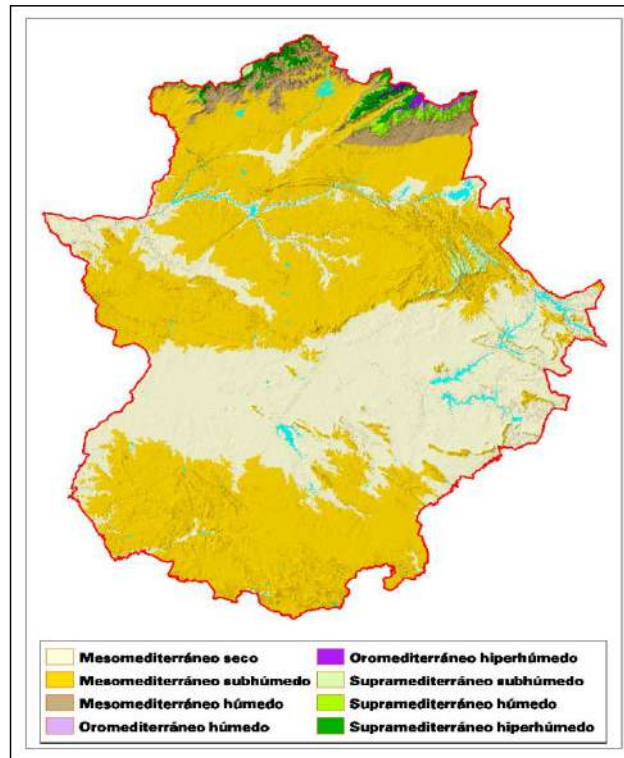 Mesomediterráneo seco
Mesomediterráneo subhúmedo
Mesomediterráneo húmedo
Oromediterráneo húmedo
Oromediterráneo hiperhúmedo
Supramediterráneo subhúmedo
Supramediterráneo húmedo
Supramediterráneo hiperhúmedo